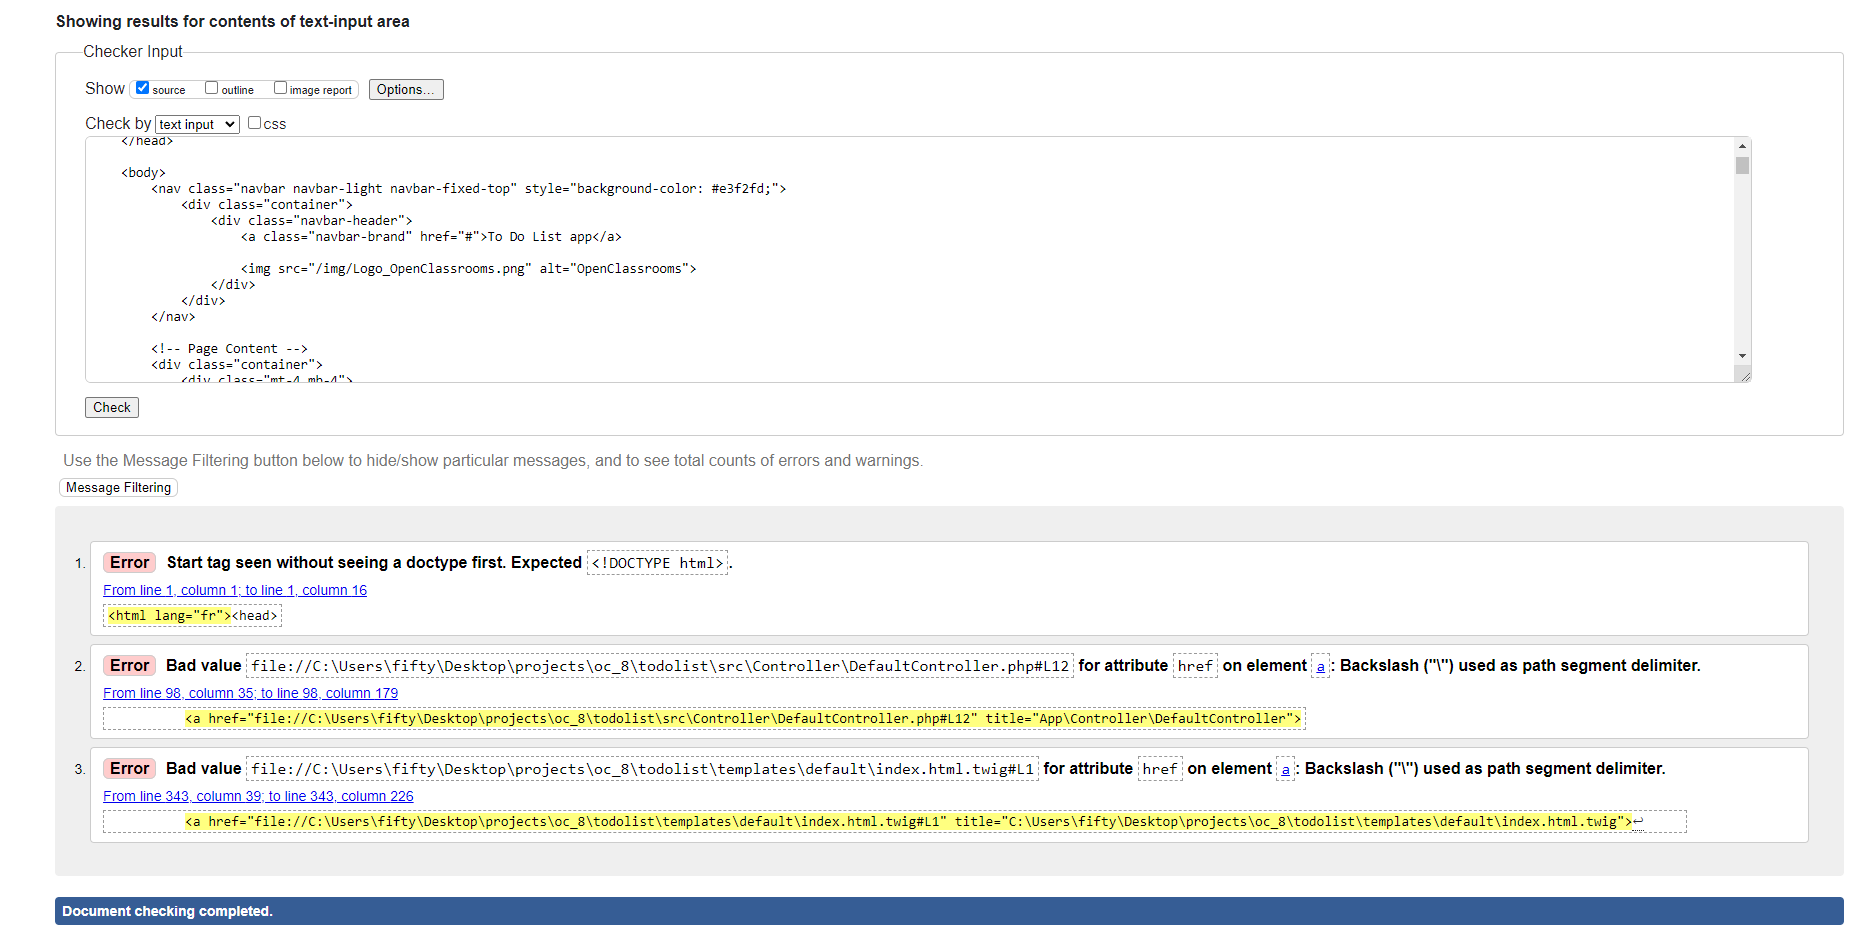 Showing results for contents of text-input area
Checker Input
Show source outline image report Options...
Check by text input css
</head>
<body>
<nav class="navbar navbar-light navbar-fixed-top" style="background-color: #e3f2fd;">
<div class="container">
<div class="navbar-header">
<a class="navbar-brand" href="#">To Do List app</a>
<img src="/img/Logo_OpenClassrooms.png" alt="OpenClassrooms">
</div>
</div>
</nav>
<!-- Page Content -->
<div class="container">
<div class="mt-4 mb-4">
Check
Use the Message Filtering button below to hide/show particular messages, and to see total counts of errors and warnings.
Message Filtering
1. Error Start tag seen without seeing a doctype first. Expected <!DOCTYPE html>.
From line 1, column 1; to line 1, column 16
<html lang="fr"><head>
2. Error Bad value file://C:\Users\fifty\Desktop\projects\oc_8\todolist\src\Controller\DefaultController.php#L12 for attribute href on element a: Backslash ("\") used as path segment delimiter.
From line 98, column 35; to line 98, column 179
<a href="file://C:\Users\fifty\Desktop\projects\oc_8\todolist\src\Controller\DefaultController.php#L12" title="App\Controller\DefaultController">
3. Error Bad value file://C:\Users\fifty\Desktop\projects\oc_8\todolist\templates\default\index.html.twig#L1 for attribute href on element a: Backslash ("\") used as path segment delimiter.
From line 343, column 39; to line 343, column 226
<a href="file://C:\Users\fifty\Desktop\projects\oc_8\todolist\templates\default\index.html.twig#L1" title="C:\Users\fifty\Desktop\projects\oc_8\todolist\templates\default\index.html.twig">↩
Document checking completed.